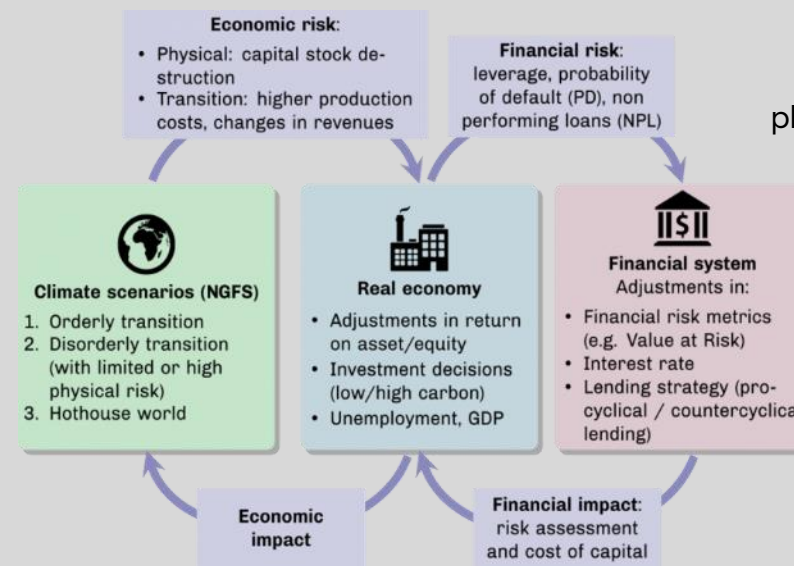 Economic risk:
• Physical: capital stock de-
struction
• Transition: higher production
costs, changes in revenues
Financial risk:
leverage, probability
of default (PD), non
performing loans (NPL)
Climate scenarios (NGFS)
1. Orderly transition
2. Disorderly transition
(with limited or high
physical risk)
3. Hothouse world
Real economy
• Adjustments in return
on asset/equity
• Investment decisions
(low/high carbon)
• Unemployment, GDP
$
Financial system
Adjustments in:
• Financial risk metrics
(e.g. Value at Risk)
• Interest rate
• Lending strategy (pro-
cyclical / countercyclica
lending)
Economic
impact
Financial impact:
risk assessment
and cost of capital